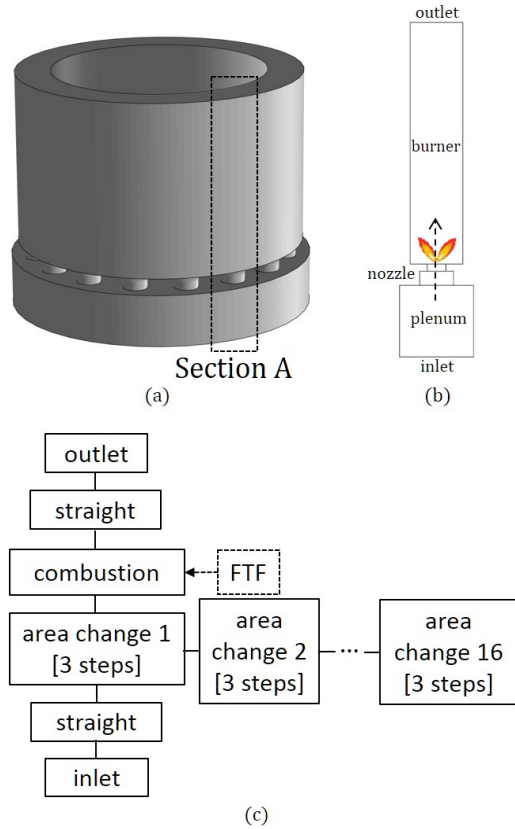 Section A
(a)
outlet
burner
nozzle
plenum
inlet
(b)
outlet
straight
combustion
FTF
area change 1
[3 steps]
area
change 2
[3 steps]
...
area
change 16
[3 steps]
straight
inlet
(c)